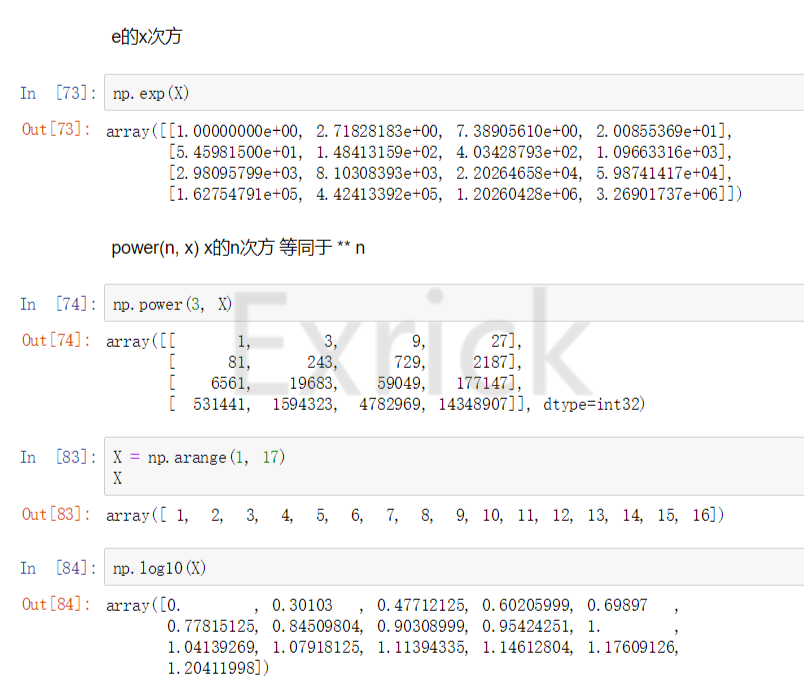 e的x次方
In [73]: np.exp(X)
Out[73]: array([[1.00000000e+00, 2.71828183e+00, 7.38905610e+00, 2.00855369e+01],
[5.45981500e+01, 1.48413159e+02, 4.03428793e+02, 1.09663316e+03],
[2.98095799e+03, 8.10308393e+03, 2.20264658e+04, 5.98741417e+04],
[1.62754791e+05, 4.42413392e+05, 1.20260428e+06, 3.26901737e+06]])
power(n, x) x的n次方 等同于 ** n
In [74]: np.power(3, X)
Out[74]: array([[ 1, 3, 9, 27],
[ 81, 243, 729, 2187],
[ 6561, 19683, 59049, 177147],
[ 531441, 1594323, 4782969, 14348907]], dtype=int32)
Exrick
In [83]: X = np.arange(1, 17)
X
Out[83]: array([ 1, 2, 3, 4, 5, 6, 7, 8, 9, 10, 11, 12, 13, 14, 15, 16])
In [84]: np.log10(X)
Out[84]: array([0. , 0.30103 , 0.47712125, 0.60205999, 0.69897 ,
0.77815125, 0.84509804, 0.90308999, 0.95424251, 1. ,
1.04139269, 1.07918125, 1.11394335, 1.14612804, 1.17609126,
1.20411998])